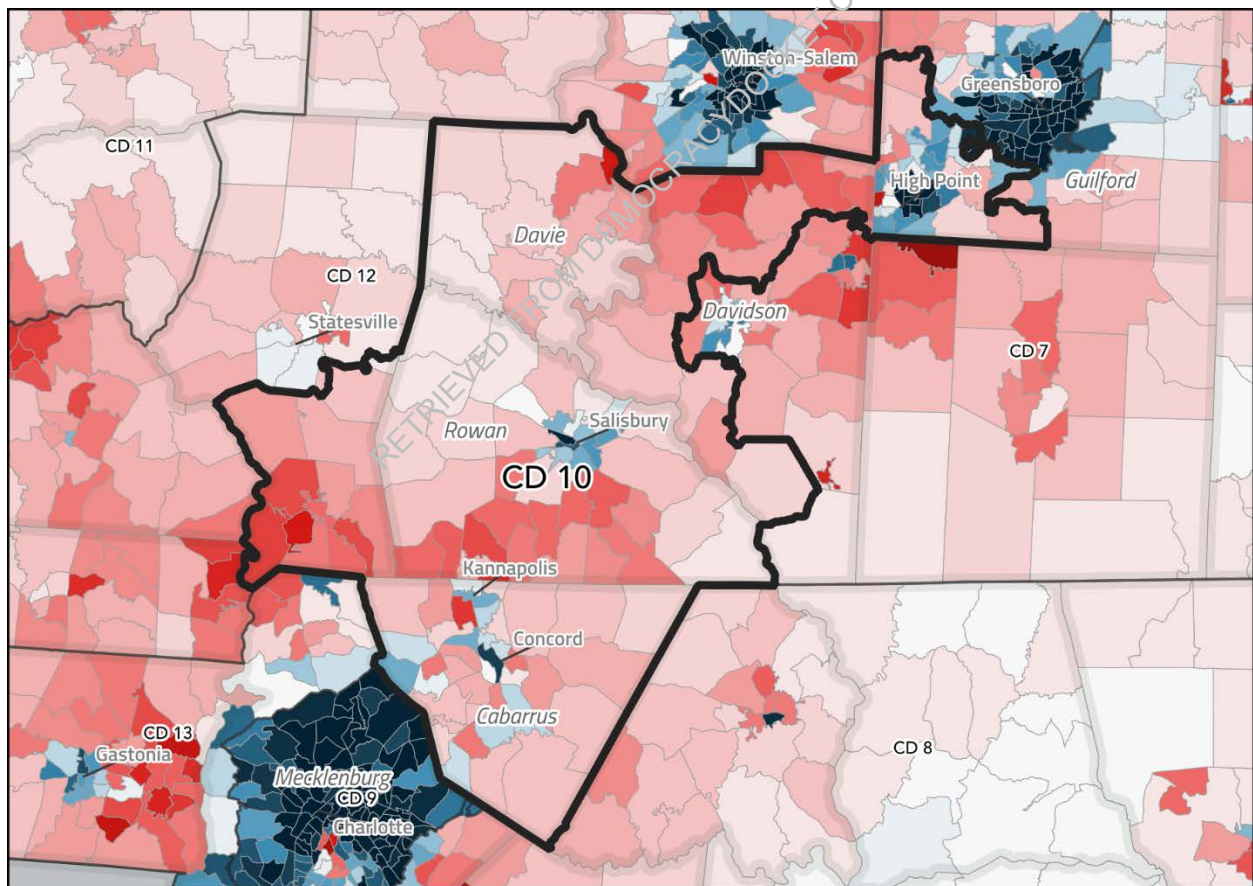 Winston-Salem
Greensboro
CD 11
High Point
Guilford
Davie
CD 12
Statesville
Davidson
CD 7
Salisbury
Rowan
CD 10
Kannapolis
Concord
Cabarrus
CD 13
Gastonia
CD 8
Mecklenburg
CD 9
Charlotte
RETRIEVED FROM DEMOCRACYDOCKET.CO